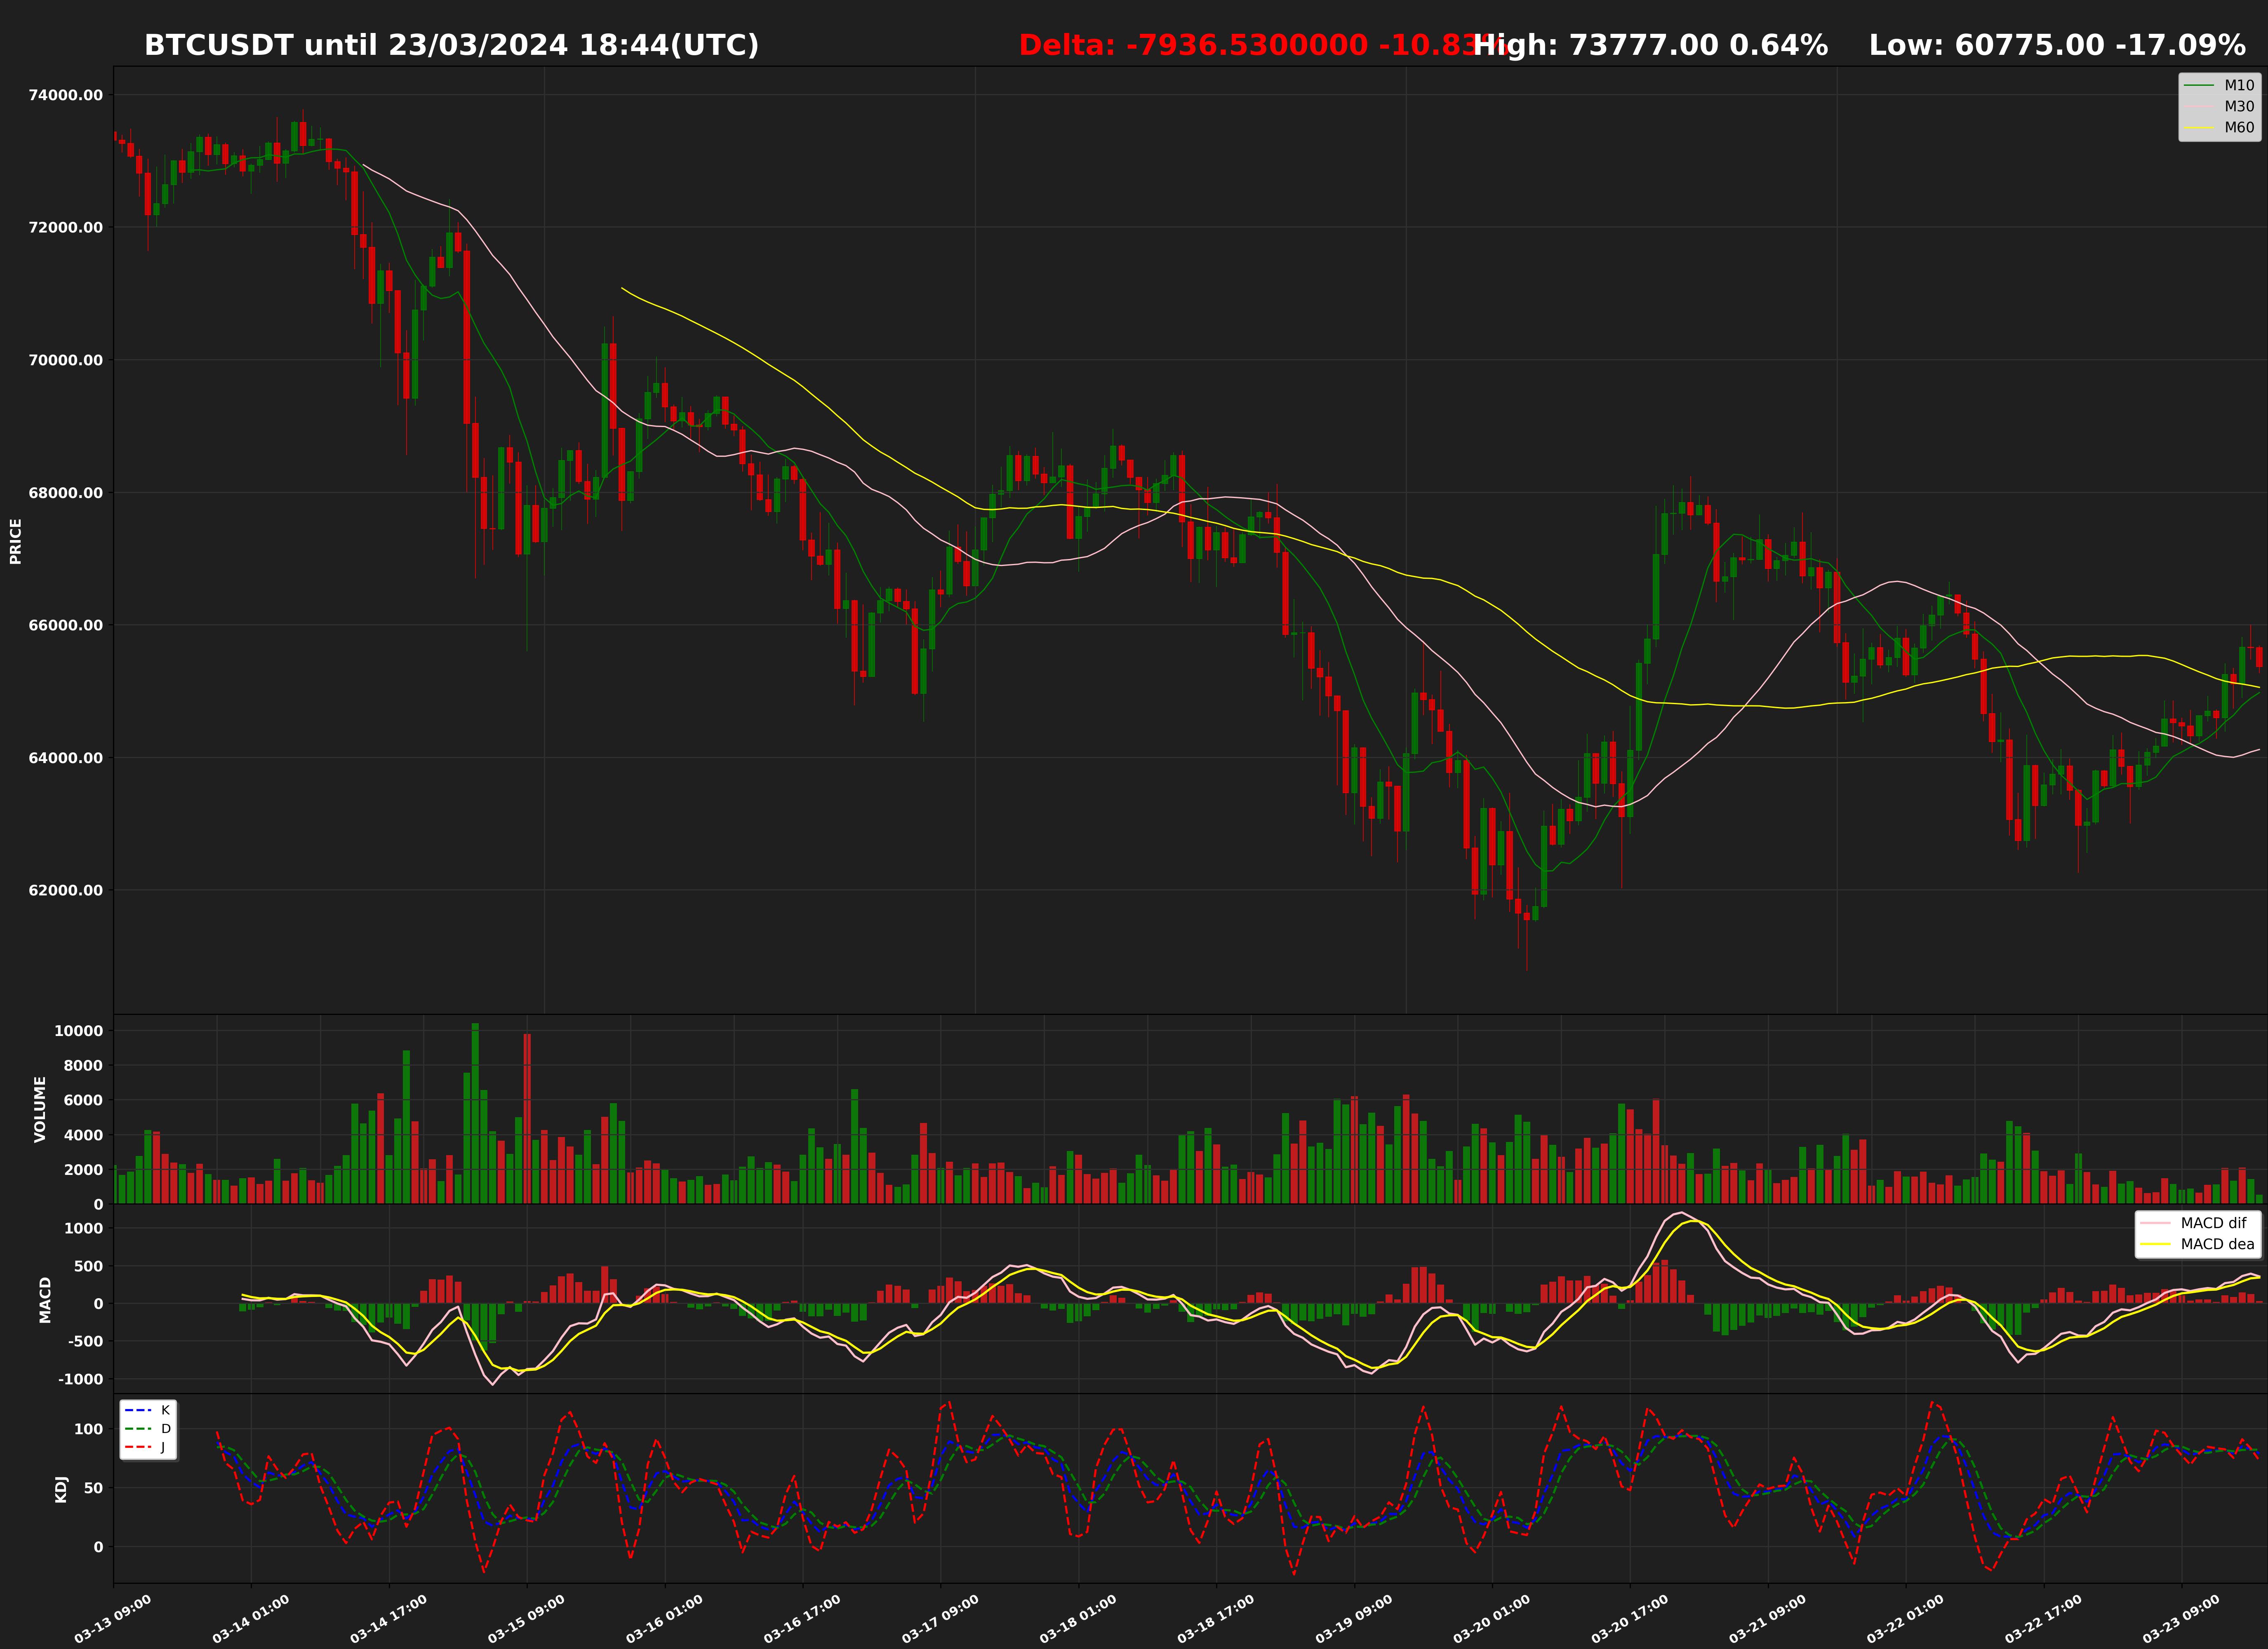 BTCUSDT until 23/03/2024 18:44(UTC)
Delta: -7936.5300000 -10.83%
High: 73777.00 0.64%
Low: 60775.00 -17.09%
M10
M30
M60
74000.00
72000.00
70000.00
68000.00
66000.00
64000.00
62000.00
PRICE
10000
8000
6000
4000
2000
0
VOLUME
1000
500
0
-500
-1000
MACD
MACD dif
MACD dea
K
D
J
100
50
0
KDJ
03-13 09:00
03-14 01:00
03-14 17:00
03-15 09:00
03-16 01:00
03-16 17:00
03-17 09:00
03-18 01:00
03-18 17:00
03-19 09:00
03-20 01:00
03-20 17:00
03-21 09:00
03-22 01:00
03-22 17:00
03-23 09:00